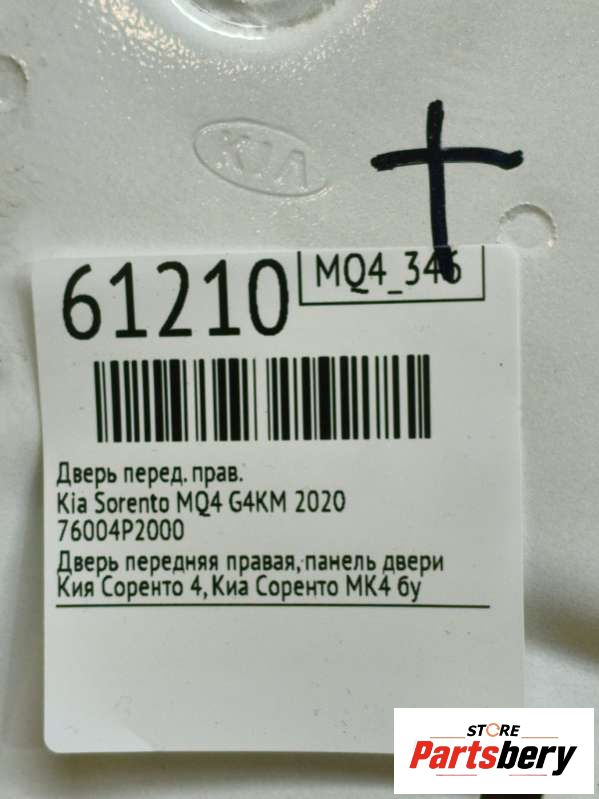 KIA
61210
MQ4_346
Дверь перед. прав.
Kia Sorento MQ4 G4KM 2020
76004P2000
Дверь передняя правая, панель двери
Кия Соренто 4, Киа Соренто МК4 бу
STORE
Partsbery